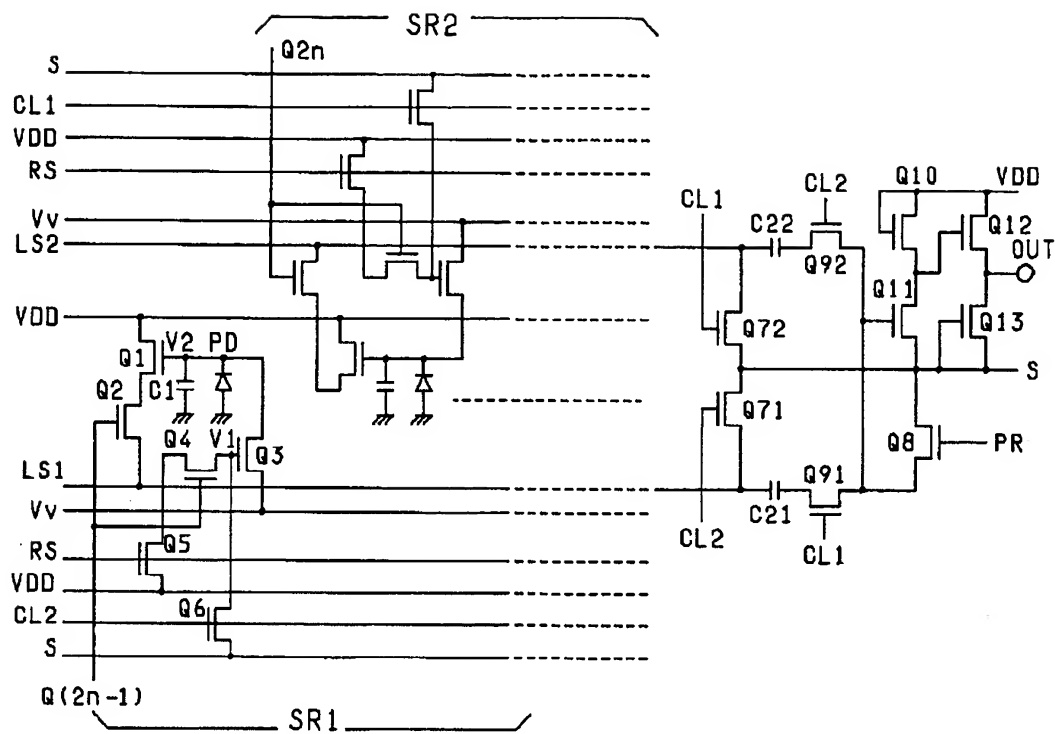 SR2
Q2n
S
CL1
VDD
RS
Vv
LS2
VDD
CL1
C22
CL2
Q92
Q10
VDD
Q12
OUT
Q11
Q13
Q72
S
Q71
Q8
PR
Q91
C21
CL2
CL1
Q1
V2
PD
Q2
C1
Q4
V1
Q3
LS1
Vv
Q5
RS
VDD
Q6
CL2
S
Q(2n-1)
SR1